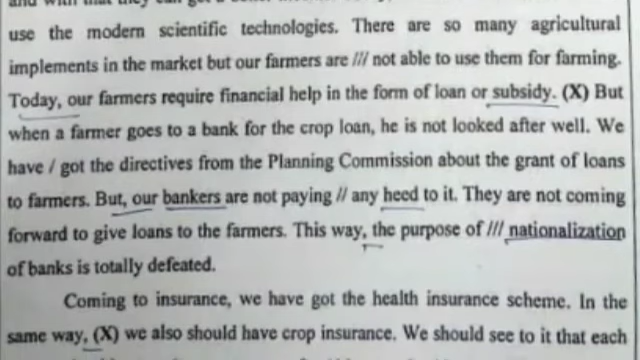 and with that they can get a
use the modern scientific technologies. There are so many agricultural
implements in the market but our farmers are /// not able to use them for farming.
Today, our farmers require financial help in the form of loan or subsidy. (X) But
when a farmer goes to a bank for the crop loan, he is not looked after well. We
have / got the directives from the Planning Commission about the grant of loans
to farmers. But, our bankers are not paying // any heed to it. They are not coming
forward to give loans to the farmers. This way, the purpose of /// nationalization
of banks is totally defeated.
Coming to insurance, we have got the health insurance scheme. In the
same way, (X) we also should have crop insurance. We should see to it that each